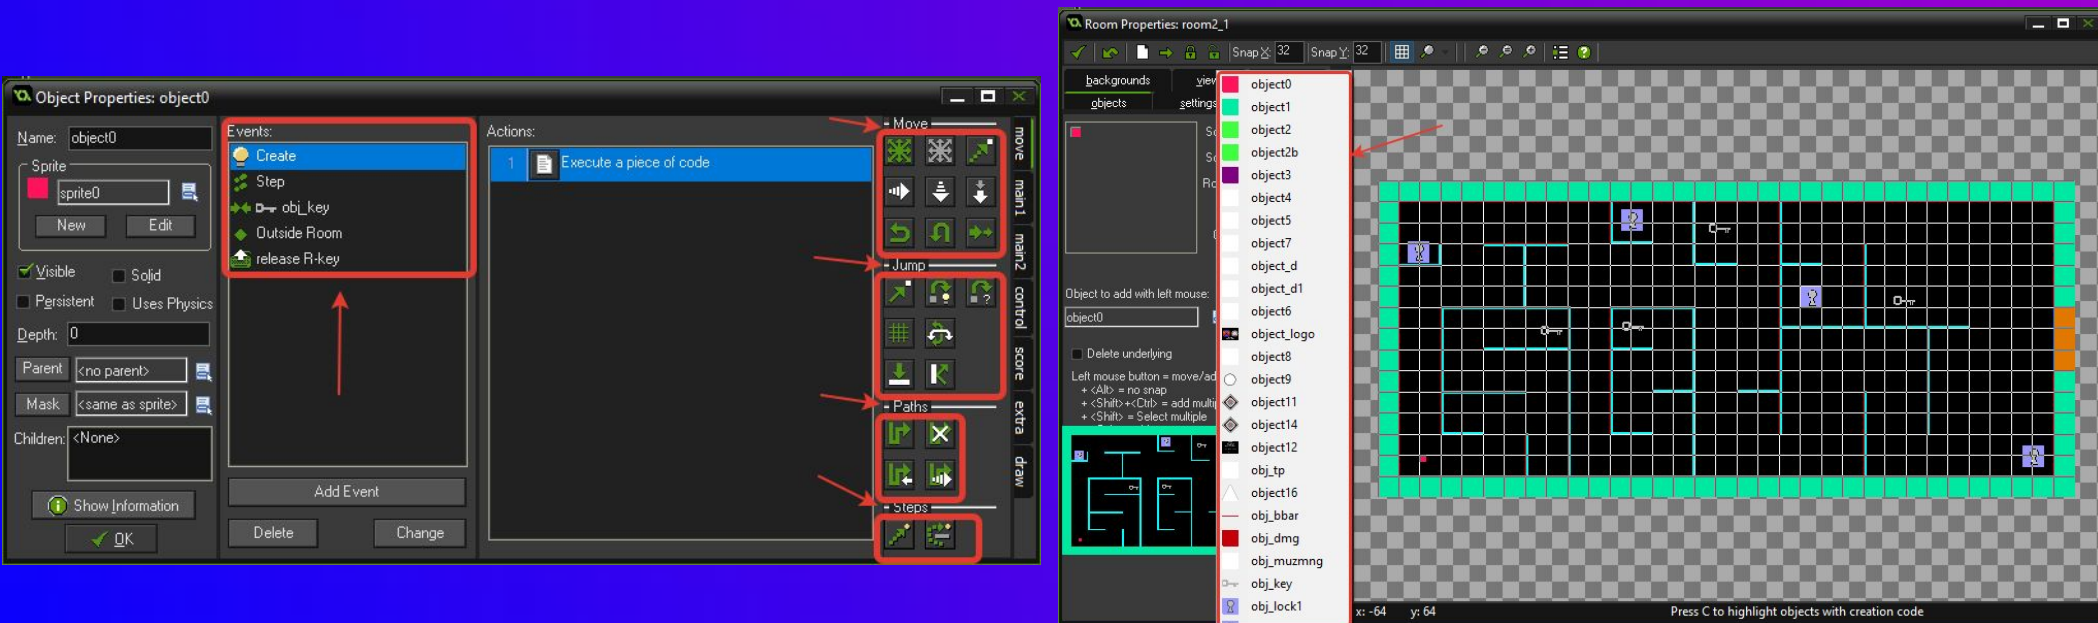 Object Properties: object0
Name: object0
Sprite
sprite0
New Edit
Visible Solid
Persistent Uses Physics
Depth: 0
Parent <no parent>
Mask <same as sprite>
Children: <None>
Show Information
OK
Events:
Create
Step
obj_key
Outside Room
release R-key
Add Event
Delete Change
Actions:
1 Execute a piece of code
Move
Jump
Paths
Steps
move
main1
main2
control
score
extra
draw
Room Properties: room2_1
Snap X: 32 Snap Y: 32
backgrounds
objects settings
Object to add with left mouse:
object0
Delete underlying
Left mouse button = move/ad
+ <Alt> = no snap
+ <Shift>+<Ctrl> = add multi
+ <Shift> = Select multiple
object0
object1
object2
object2b
object3
object4
object5
object7
object_d
object_d1
object6
object_logo
object8
object9
object11
object14
object12
obj_tp
object16
obj_bbar
obj_dmg
obj_muzmng
obj_key
obj_lock1
x: -64 y: 64 Press C to highlight objects with creation code